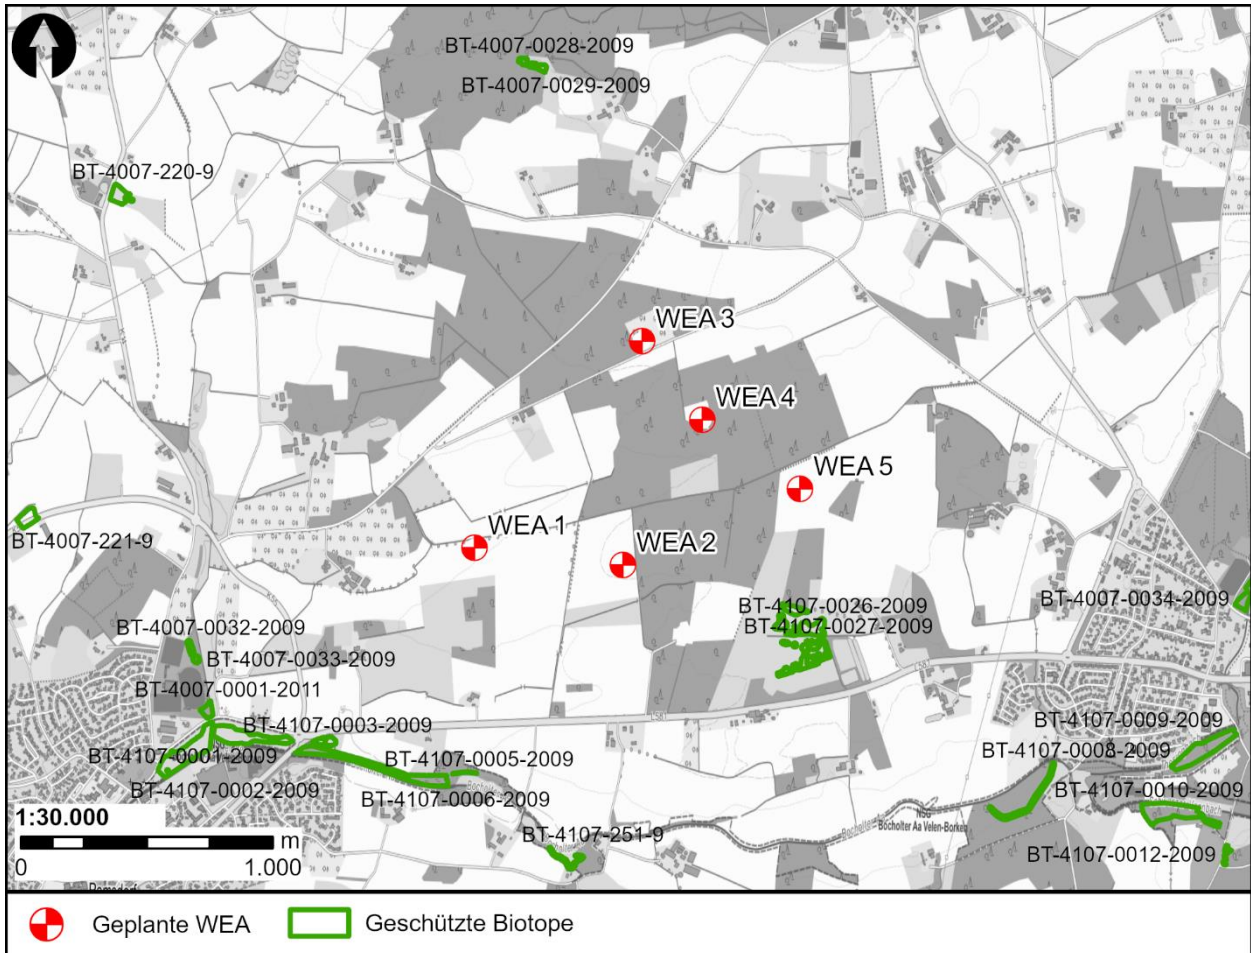 BT-4007-0028-2009
BT-4007-0029-2009
BT-4007-220-9
WEA 3
WEA 4
WEA 5
BT-4007-221-9
WEA 1
WEA 2
BT-4107-0026-2009
BT-4007-0034-2009
BT-4007-0032-2009
BT-4107-0027-2009
BT-4007-0033-2009
BT-4007-0001-2011
BT-4107-0003-2009
BT-4107-0009-2009
BT-4107-0001-2009
BT-4107-0005-2009
BT-4107-0008-2009
BT-4107-0002-2009
BT-4107-0006-2009
BT-4107-0010-2009
1:30.000
NSG
Bocholter Aa Velen-Borken
BT-4107-251-9
BT-4107-0012-2009
m
0 1.000
Geplante WEA Geschützte Biotope